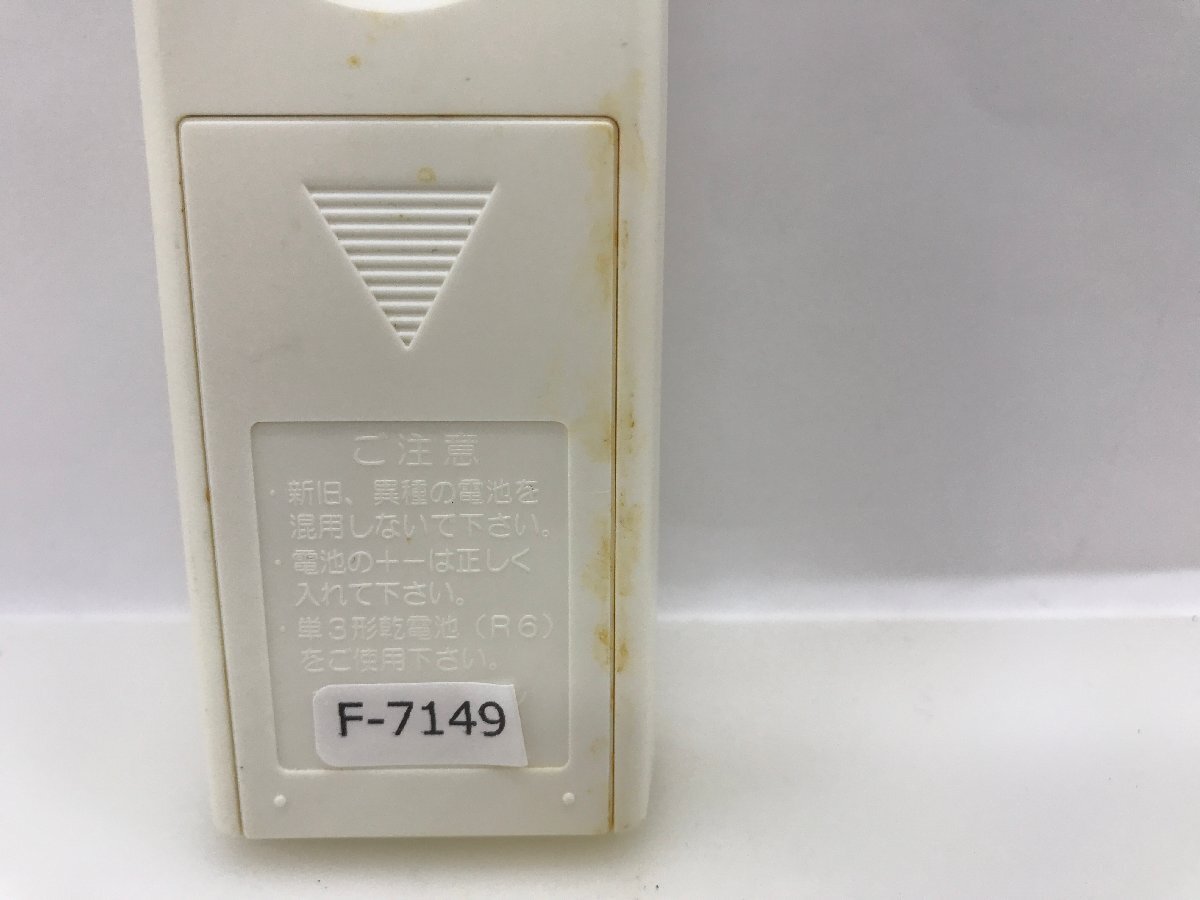 ご注意
・新旧、異種の電池を
混用しないで下さい。
・電池の＋－は正しく
入れて下さい。
・単３形乾電池（Ｒ６）
をご使用下さい。
F-7149